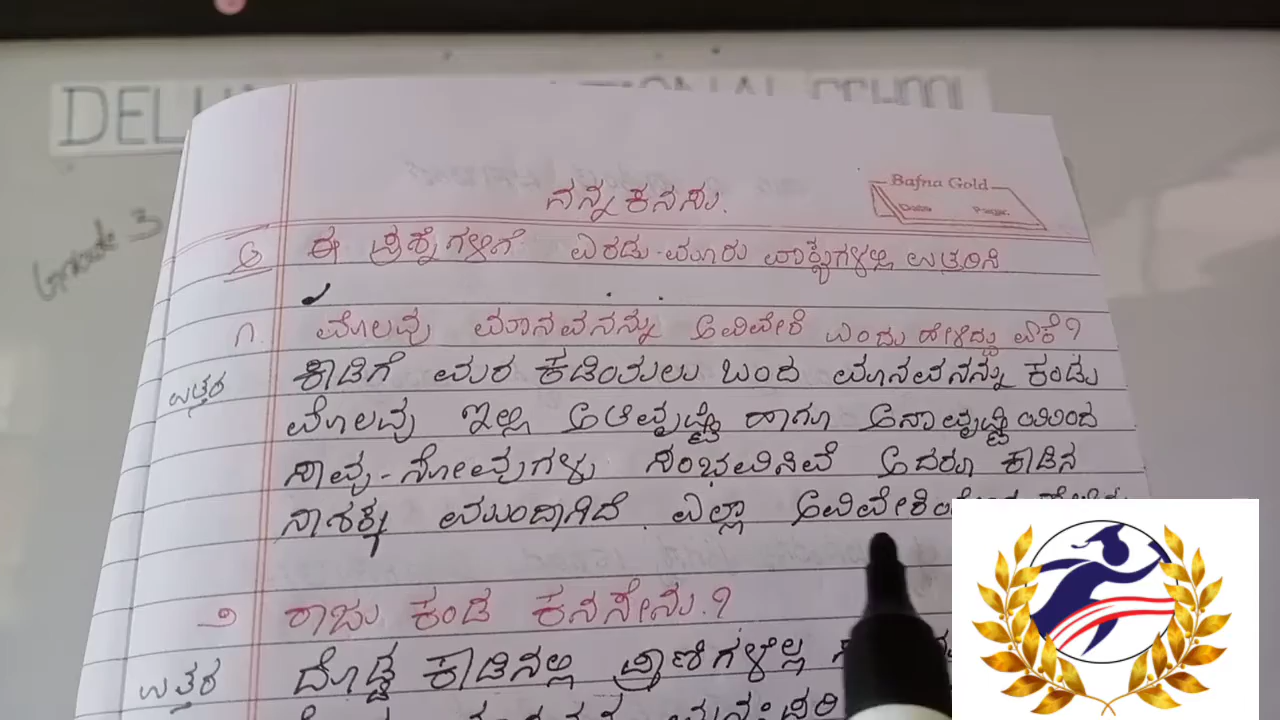 Grade 3
ನನ್ನ ಕನಸು.
Bafna Gold
Date Page:
ಅ ಈ ಪ್ರಶ್ನೆಗಳಿಗೆ ಎರಡು-ಮೂರು ವಾಕ್ಯಗಳಲ್ಲಿ ಉತ್ತರಿಸಿ
೧. ಮೊಲವು ಮಾನವನನ್ನು ಅವಿವೇಕಿ ಎಂದು ಹೇಳಿದ್ದು ಏಕೆ?
ಉತ್ತರ ಕಾಡಿಗೆ ಮರ ಕಡಿಯಲು ಬಂದ ಮಾನವನನ್ನು ಕಂಡು
ಮೊಲವು ಇಲ್ಲಿ ಅತಿವೃಷ್ಟಿ ಹಾಗೂ ಅನಾವೃಷ್ಟಿಯಿಂದ
ಸಾವು-ನೋವುಗಳು ಸಂಭವಿಸಿವೆ ಆದರೂ ಕಾಡಿನ
ನಾಶಕ್ಕೆ ಮುಂದಾಗಿದೆ. ಎಲ್ಲಾ
೨ ರಾಜು ಕಂಡ ಕನಸೇನು.?
ಉತ್ತರ ದೊಡ್ಡ ಕಾಡಿನಲ್ಲಿ ಪ್ರಾಣಿಗಳೆಲ್ಲ